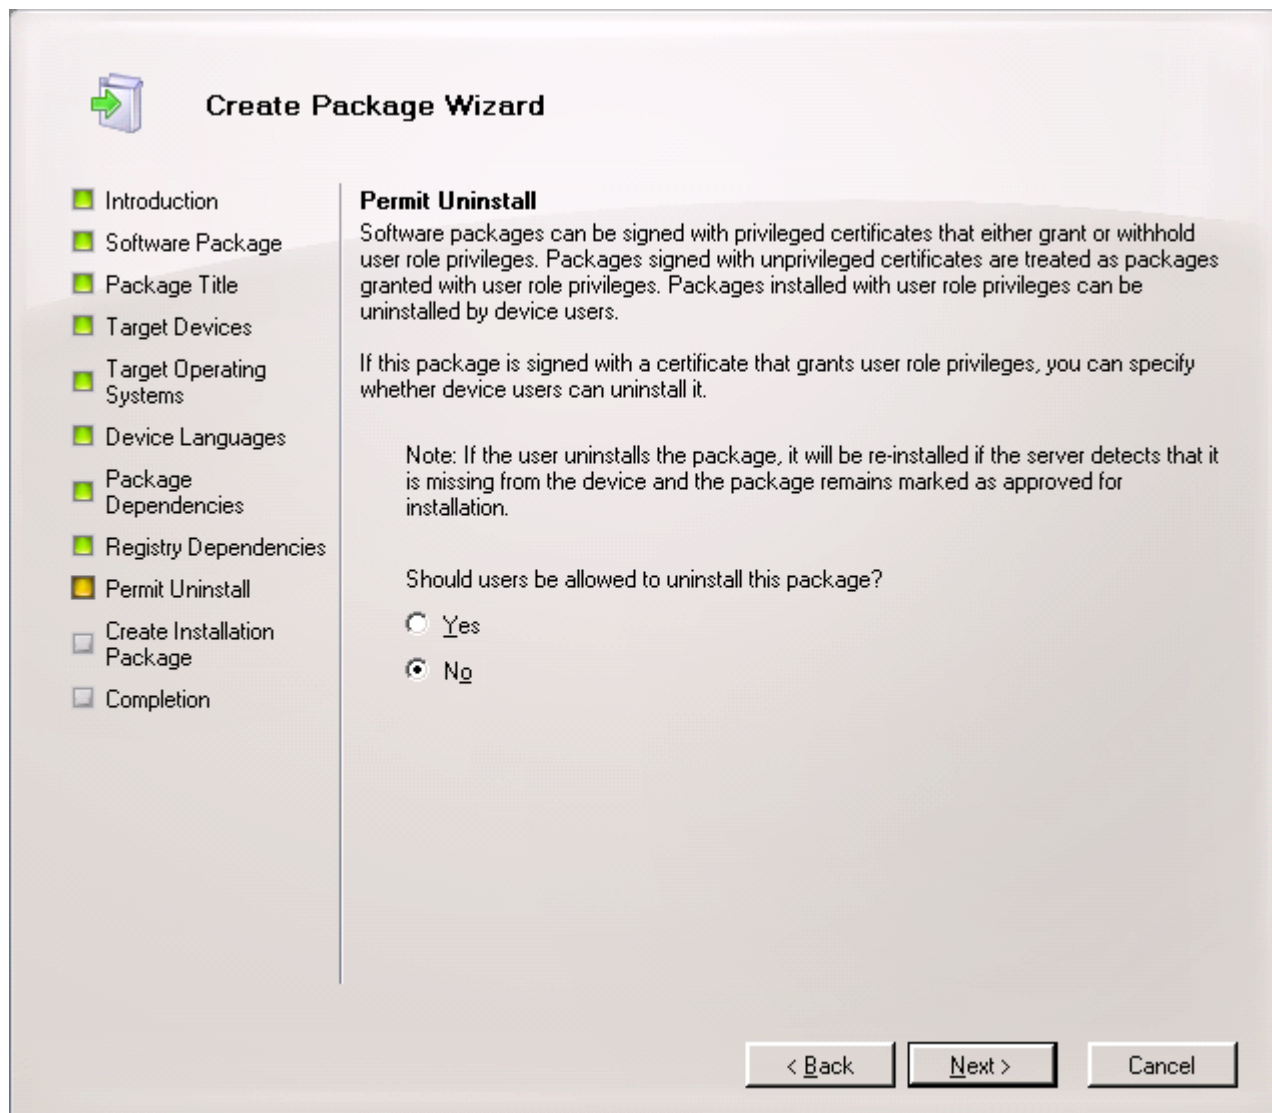 Create Package Wizard
Introduction
Software Package
Package Title
Target Devices
Target Operating
Systems
Device Languages
Package
Dependencies
Registry Dependencies
Permit Uninstall
Create Installation
Package
Completion
Permit Uninstall
Software packages can be signed with privileged certificates that either grant or withhold
user role privileges. Packages signed with unprivileged certificates are treated as packages
granted with user role privileges. Packages installed with user role privileges can be
uninstalled by device users.
If this package is signed with a certificate that grants user role privileges, you can specify
whether device users can uninstall it.
Note: If the user uninstalls the package, it will be re-installed if the server detects that it
is missing from the device and the package remains marked as approved for
installation.
Should users be allowed to uninstall this package?
Yes
No
< Back
Next >
Cancel